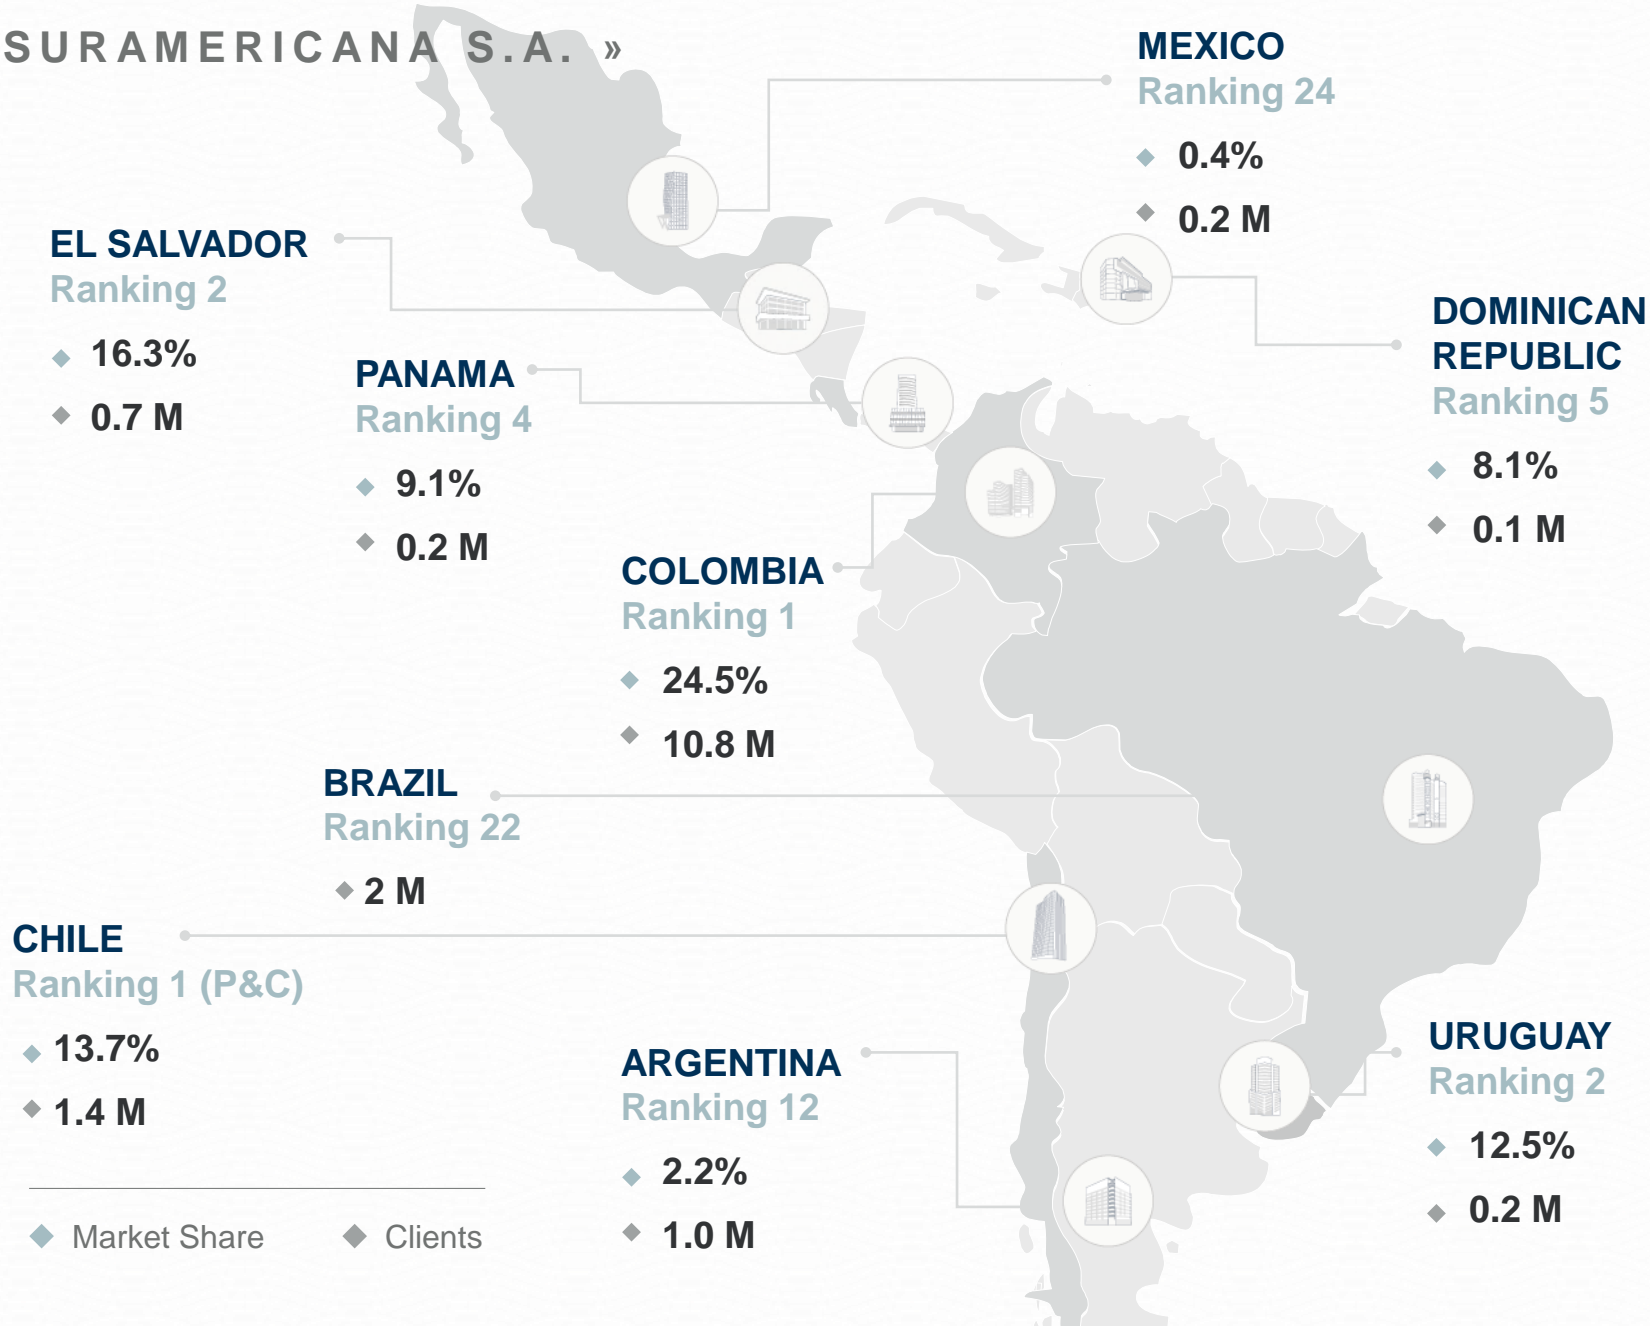 SURAMERICANA S.A. »
MEXICO
Ranking 24
0.4%
0.2 M
EL SALVADOR
Ranking 2
16.3%
0.7 M
DOMINICAN
REPUBLIC
Ranking 5
8.1%
0.1 M
PANAMA
Ranking 4
9.1%
0.2 M
COLOMBIA
Ranking 1
24.5%
10.8 M
BRAZIL
Ranking 22
2 M
CHILE
Ranking 1 (P&C)
13.7%
1.4 M
ARGENTINA
Ranking 12
2.2%
1.0 M
URUGUAY
Ranking 2
12.5%
0.2 M
Market Share
Clients